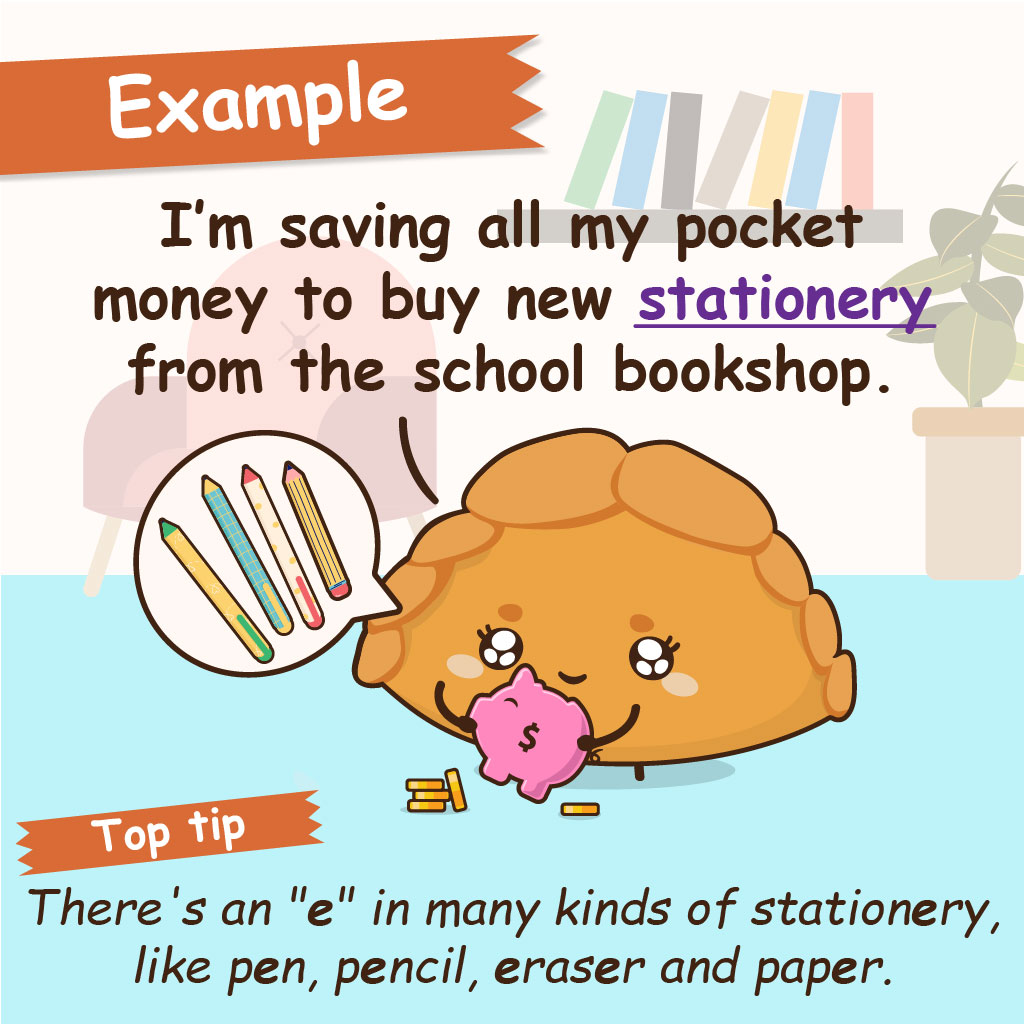 Example
I'm saving all my pocket
money to buy new stationery
from the school bookshop.
$
Top tip
There's an "e" in many kinds of stationery,
like pen, pencil, eraser and paper.